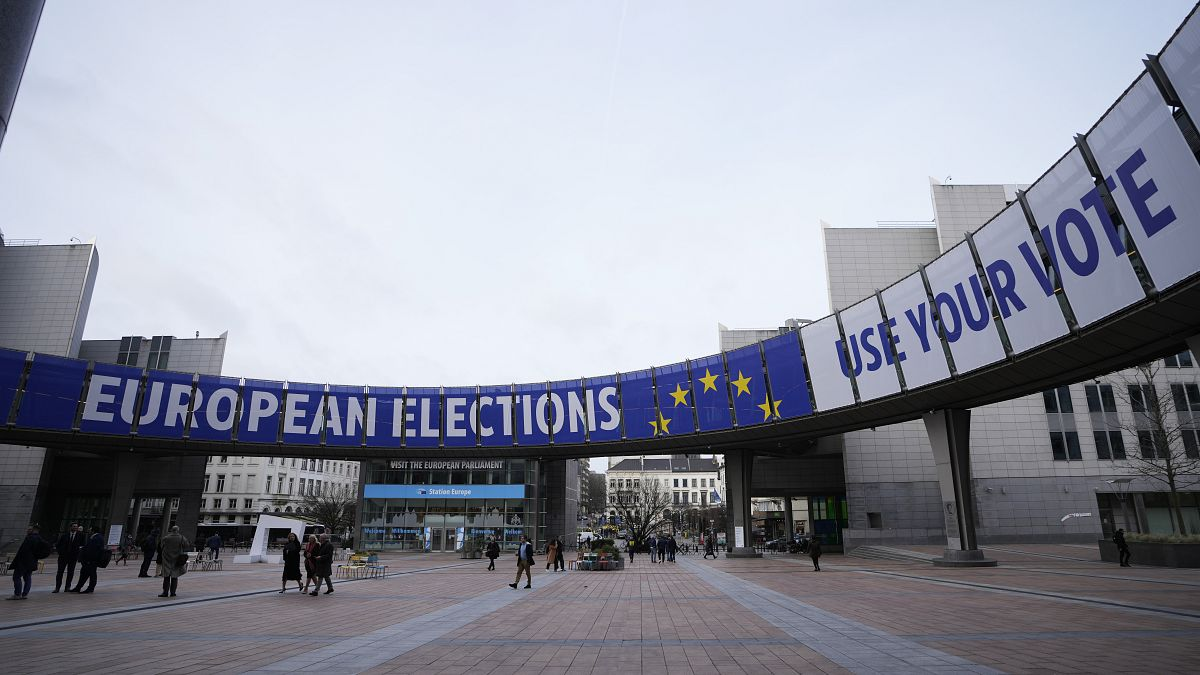 EUROPEAN ELECTIONS
USE YOUR VOTE
VISIT THE EUROPEAN PARLIAMENT
Station Europe